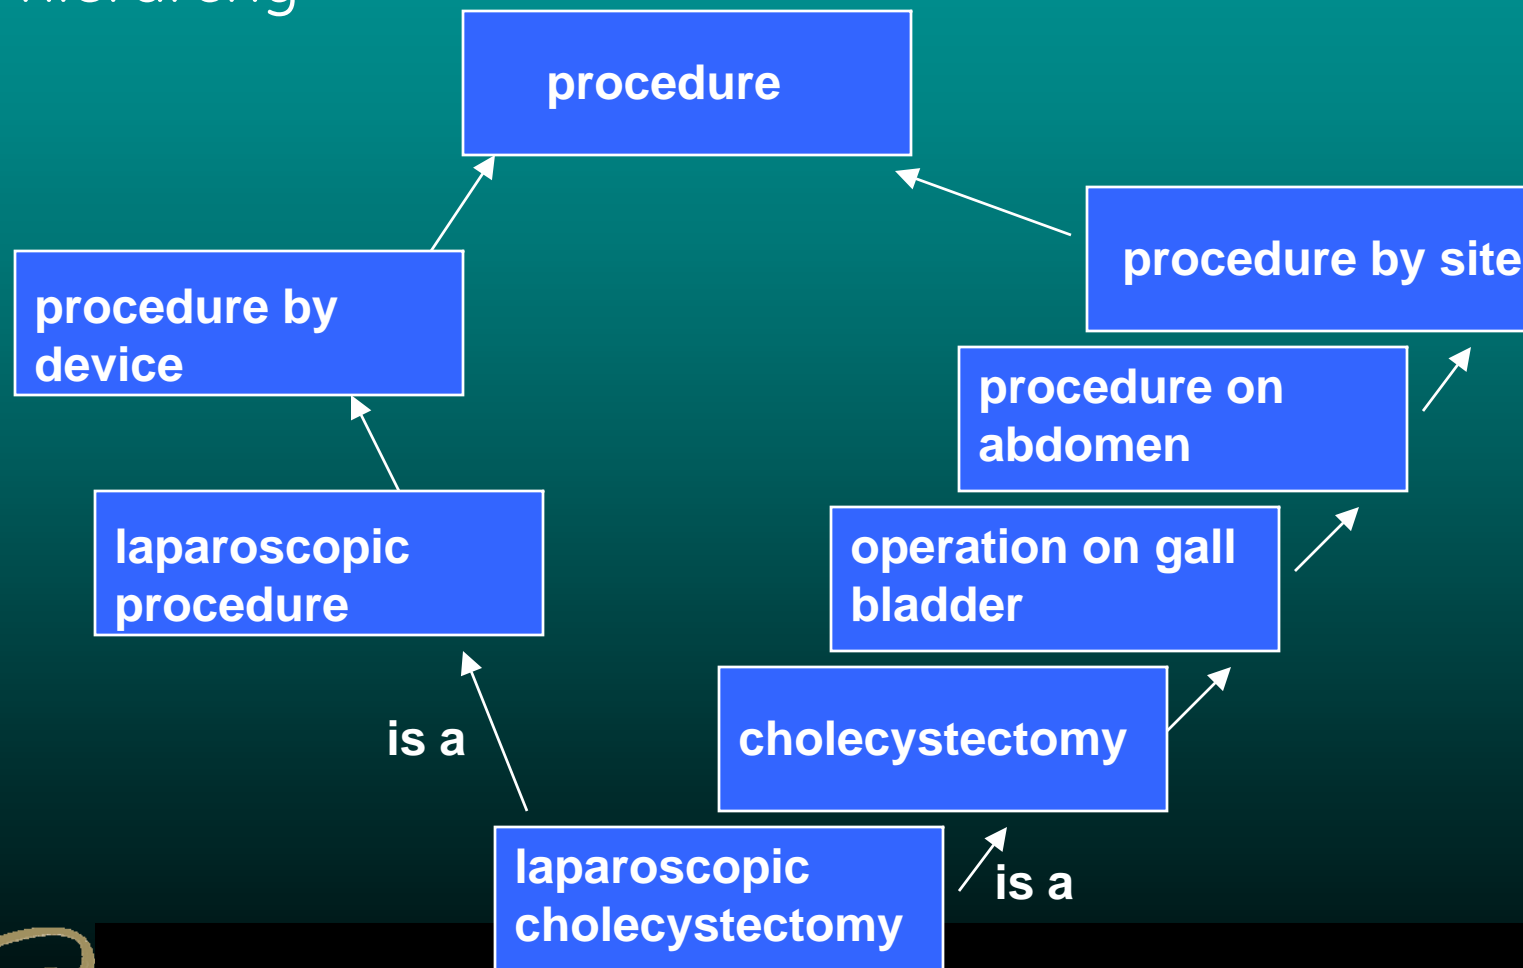 procedure
procedure by site
procedure by
device
procedure on
abdomen
laparoscopic
procedure
operation on gall
bladder
is a
cholecystectomy
laparoscopic
cholecystectomy
is a